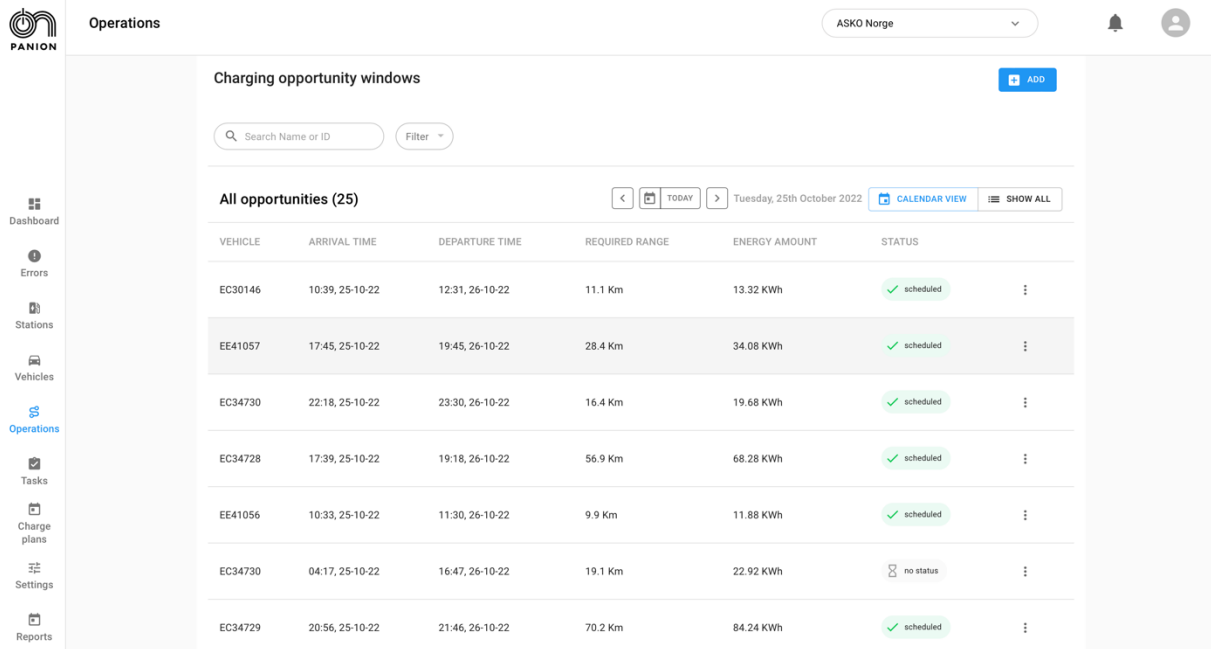 on
PANION
Operations
ASKO Norge
Charging opportunity windows
ADD
Search Name or ID
Filter
All opportunities (25)
TODAY
Tuesday, 25th October 2022
CALENDAR VIEW
SHOW ALL
Dashboard
Errors
Stations
Vehicles
Operations
Tasks
Charge
plans
Settings
Reports
VEHICLE ARRIVAL TIME DEPARTURE TIME REQUIRED RANGE ENERGY AMOUNT STATUS
EC30146 10:39, 25-10-22 12:31, 26-10-22 11.1 Km 13.32 KWh scheduled
EE41057 17:45, 25-10-22 19:45, 26-10-22 28.4 Km 34.08 KWh scheduled
EC34730 22:18, 25-10-22 23:30, 26-10-22 16.4 Km 19.68 KWh scheduled
EC34728 17:39, 25-10-22 19:18, 26-10-22 56.9 Km 68.28 KWh scheduled
EE41056 10:33, 25-10-22 11:30, 26-10-22 9.9 Km 11.88 KWh scheduled
EC34730 04:17, 25-10-22 16:47, 26-10-22 19.1 Km 22.92 KWh no status
EC34729 20:56, 25-10-22 21:46, 26-10-22 70.2 Km 84.24 KWh scheduled